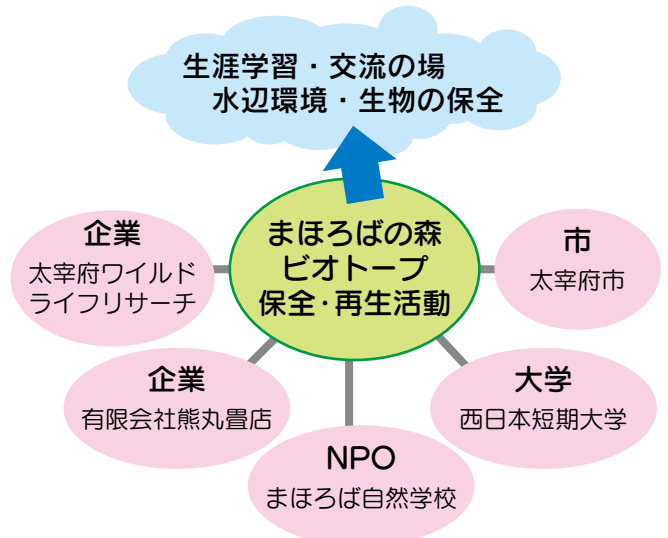 生涯学習・交流の場
水辺環境・生物の保全
まほろばの森
ビオトープ
保全・再生活動
企業
太宰府ワイルド
ライフリサーチ
市
太宰府市
企業
有限会社熊丸畳店
大学
西日本短期大学
NPO
まほろば自然学校